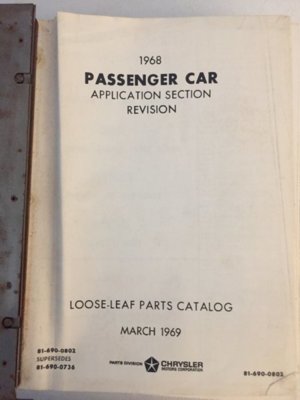 1968
PASSENGER CAR
APPLICATION SECTION
REVISION
LOOSE-LEAF PARTS CATALOG
MARCH 1969
81-690-0802
SUPERSEDES
81-690-0736
PARTS DIVISION CHRYSLER
MOTORS CORPORATION
81-690-0802